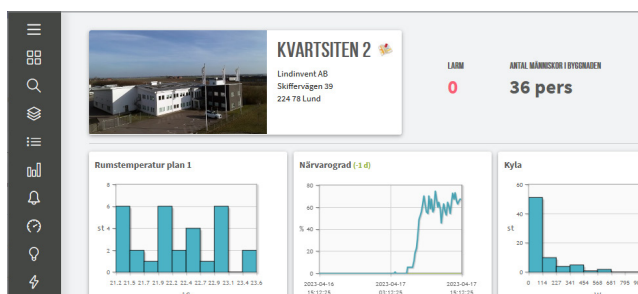 KVARTSITEN 2
Lindinvent AB
Skiffervägen 39
224 78 Lund
LARM
0
ANTAL MÄNNISKOR I BYGGNADEN
36 pers
Rumstemperatur plan 1
8
6
st 4
2
0
21.2 21.5 21.7 21.9 22.2 22.4 22.7 22.9 23.1 23.4 23.6
Närvarograd (-1 d)
80
60
st 40
20
0
2023-04-16 2023-04-17 2023-04-17
15:12:25 03:12:25 15:12:25
Kyla
60
40
st
20
0
0 114 227 341 454 568 681 795